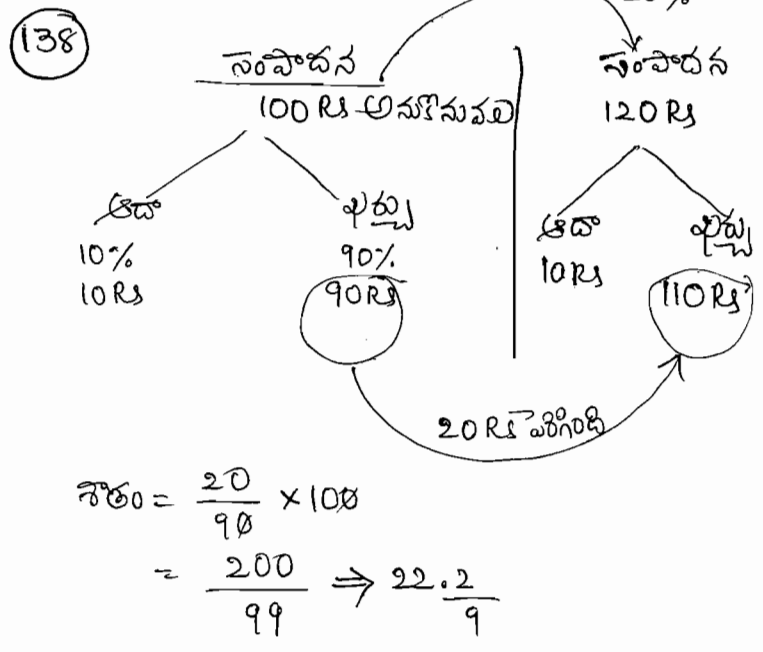 138
సంపాదన
100 Rs అనుకొనుము
ఆదా ఖర్చు
10% 90%
10 Rs 90 Rs
సంపాదన
120 Rs
ఆదా ఖర్చు
10 Rs 110 Rs
20 Rs పెరిగింది
శాతం = 20/90 × 100
= 200/99 ⇒ 22.2/9